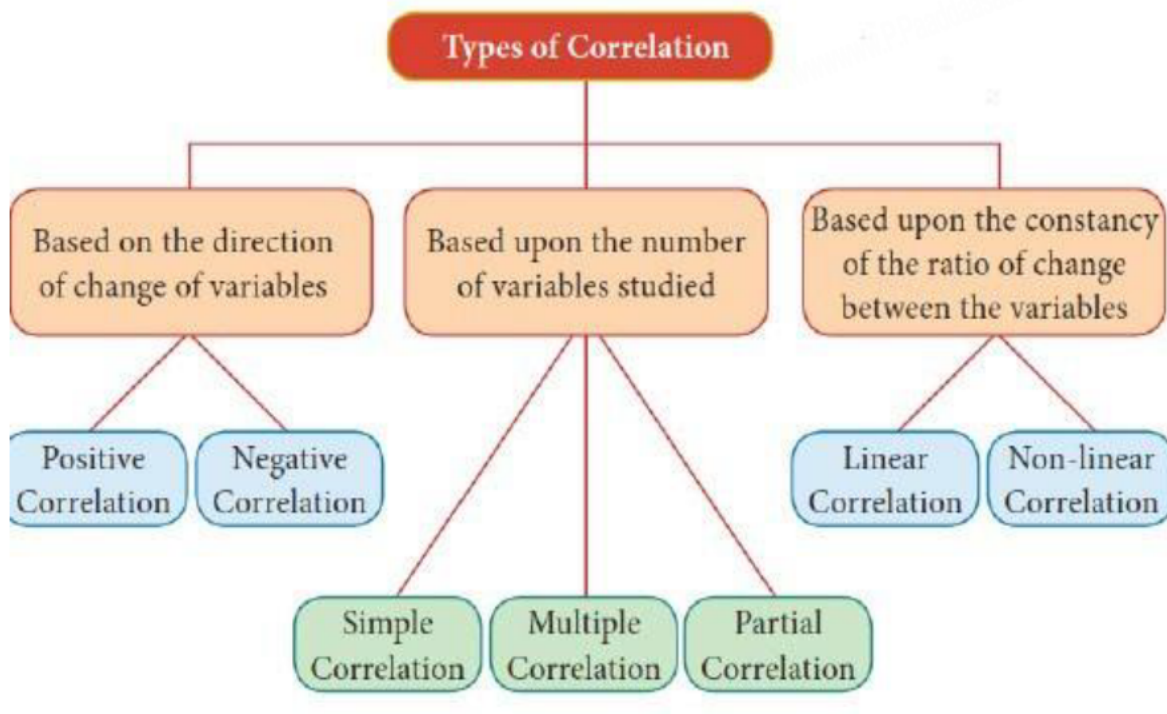 Types of Correlation
Based on the direction
of change of variables
Based upon the number
of variables studied
Based upon the constancy
of the ratio of change
between the variables
Positive
Correlation
Negative
Correlation
Linear
Correlation
Non-linear
Correlation
Simple
Correlation
Multiple
Correlation
Partial
Correlation